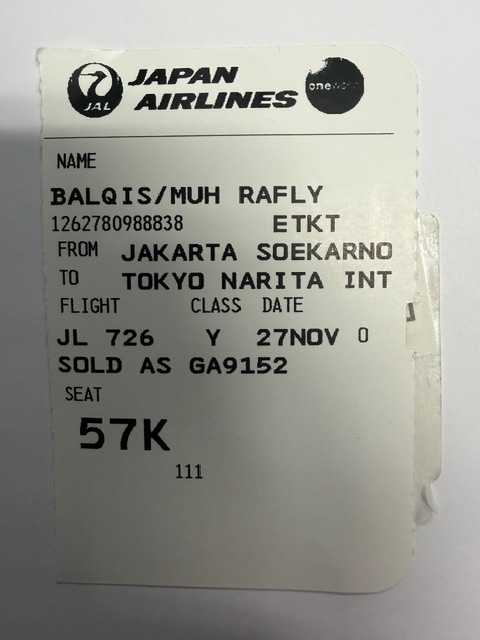 JAL
JAPAN
AIRLINES
oneworld
NAME
BALQIS/MUH RAFLY
1262780988838 ETKT
FROM JAKARTA SOEKARNO
TO TOKYO NARITA INT
FLIGHT CLASS DATE
JL 726 Y 27NOV 0
SOLD AS GA9152
SEAT
57K
111